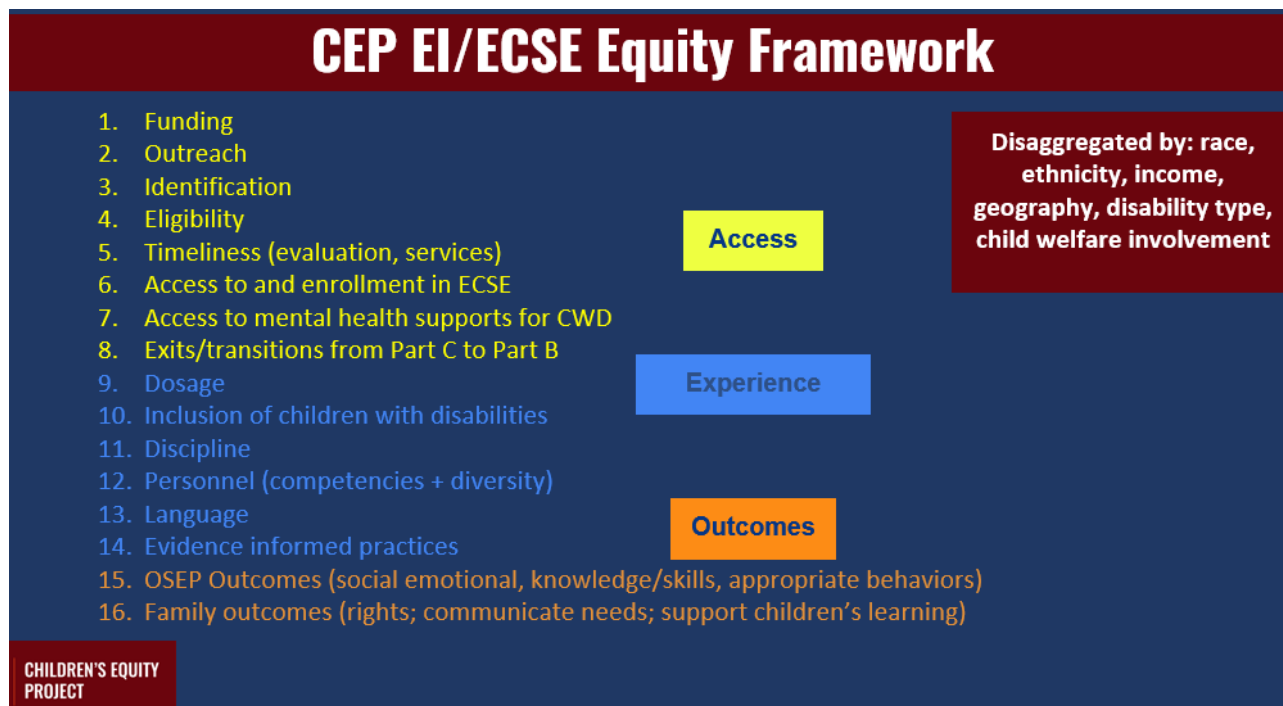 CEP EI/ECSE Equity Framework
1. Funding
2. Outreach
3. Identification
4. Eligibility
5. Timeliness (evaluation, services)
6. Access to and enrollment in ECSE
7. Access to mental health supports for CWD
8. Exits/transitions from Part C to Part B
9. Dosage
10. Inclusion of children with disabilities
11. Discipline
12. Personnel (competencies + diversity)
13. Language
14. Evidence informed practices
15. OSEP Outcomes (social emotional, knowledge/skills, appropriate behaviors)
16. Family outcomes (rights; communicate needs; support children’s learning)
Access
Experience
Outcomes
Disaggregated by: race,
ethnicity, income,
geography, disability type,
child welfare involvement
CHILDREN'S EQUITY
PROJECT